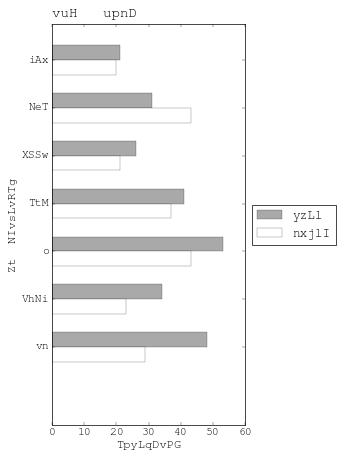 vuH   upnD
iAx
NeT
XSSw
TtM
o
VhNi
vn
Zt  NIvsLvRTg
0 10 20 30 40 50 60
TpyLqDvPG
yzLl
nxjlI